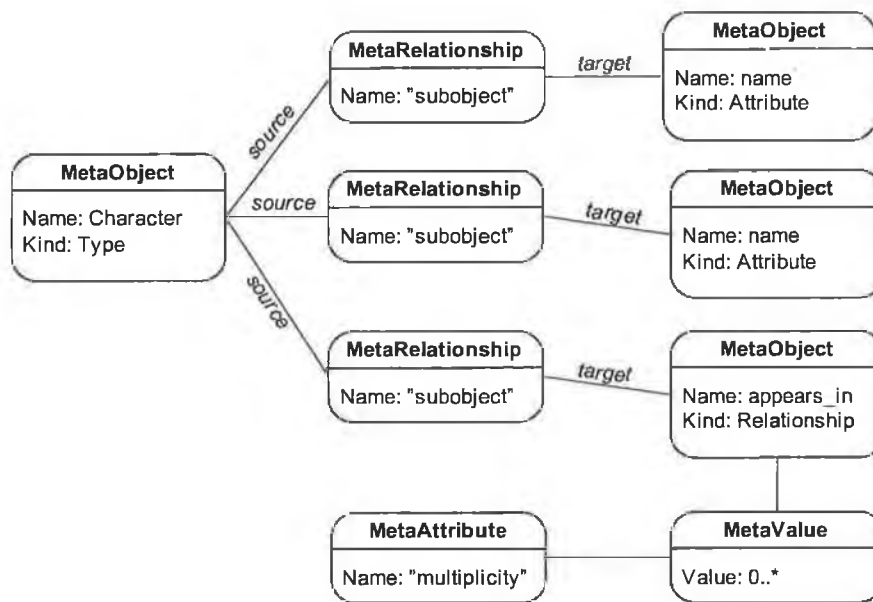 MetaRelationship
Name: "subobject"
target
MetaObject
Name: name
Kind: Attribute
source
MetaObject
Name: Character
Kind: Type
source
MetaRelationship
Name: "subobject"
target
MetaObject
Name: name
Kind: Attribute
source
MetaRelationship
Name: "subobject"
target
MetaObject
Name: appears_in
Kind: Relationship
MetaAttribute
Name: "multiplicity"
MetaValue
Value: 0..*